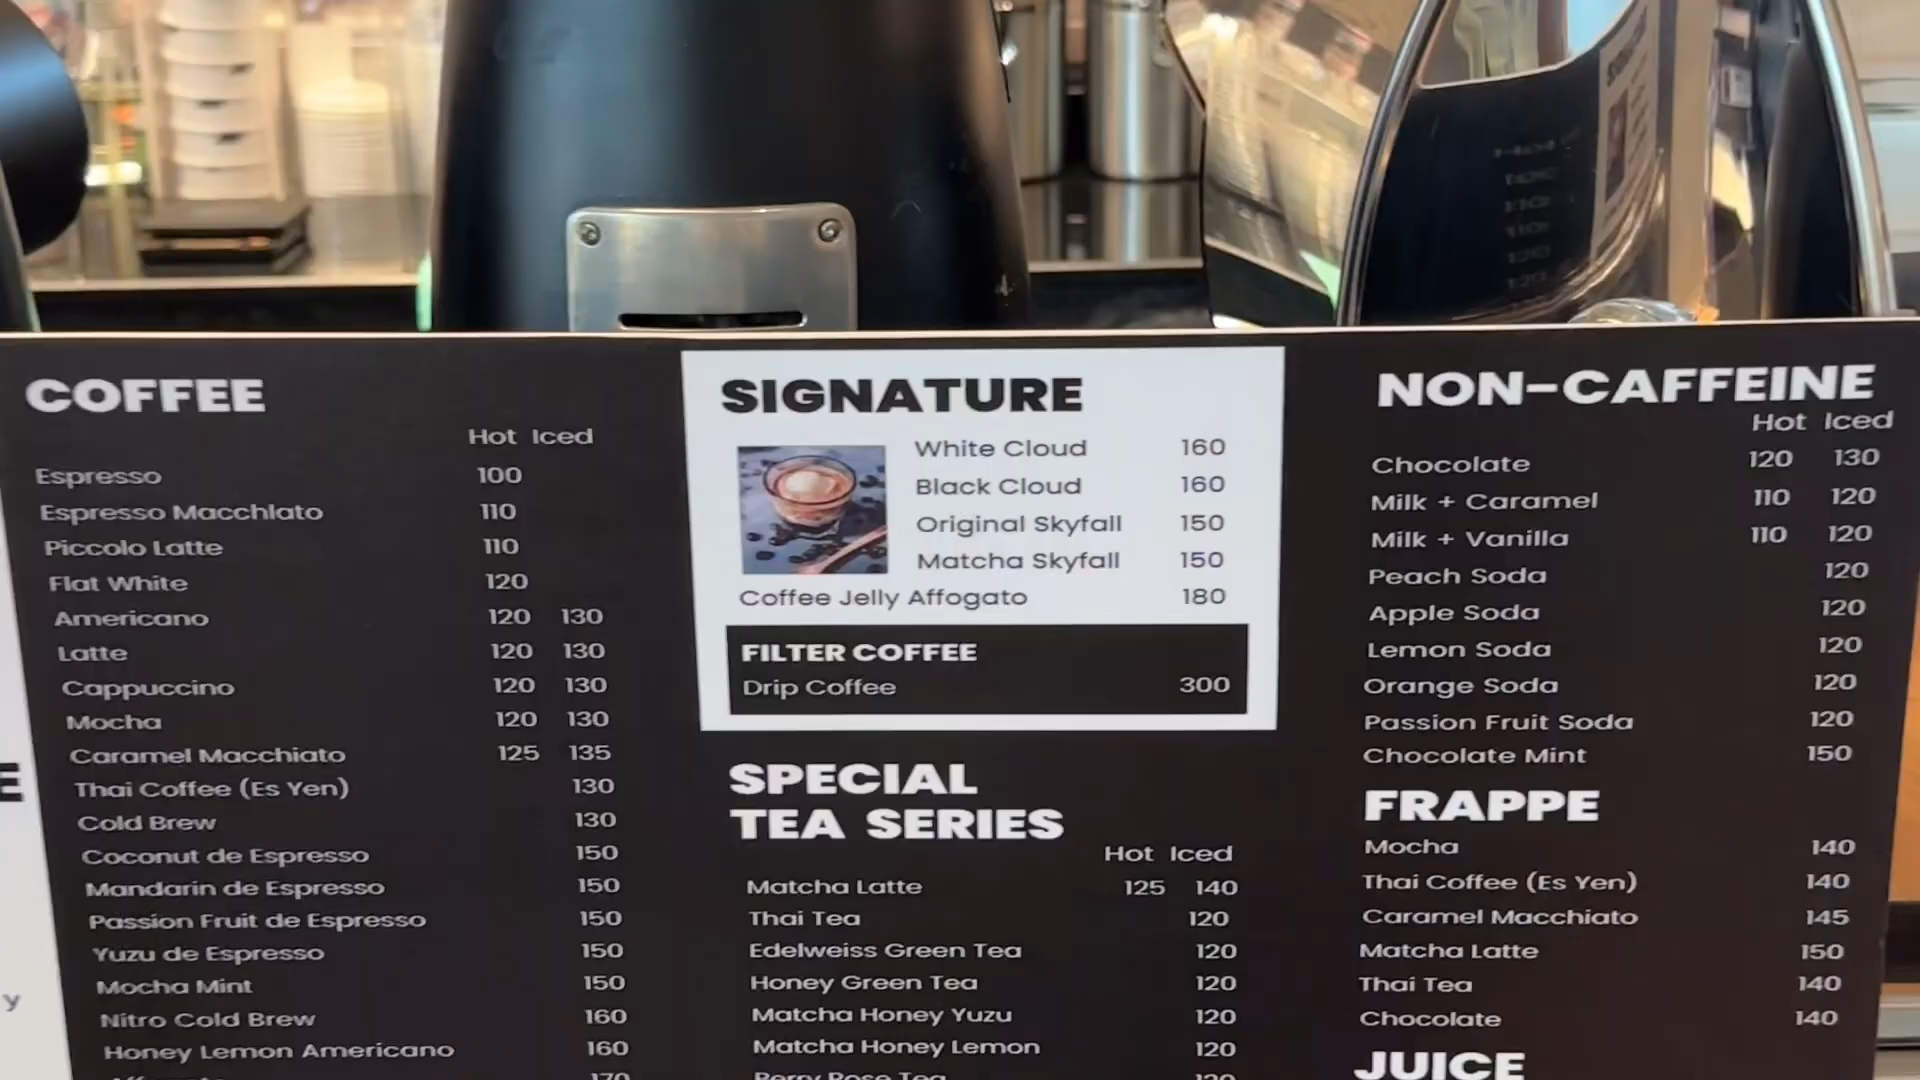 COFFEE
Hot Iced
Espresso 100
Espresso Macchiato 110
Piccolo Latte 110
Flat White 120
Americano 120 130
Latte 120 130
Cappuccino 120 130
Mocha 120 130
Caramel Macchiato 125 135
Thai Coffee (Es Yen) 130
Cold Brew 130
Coconut de Espresso 150
Mandarin de Espresso 150
Passion Fruit de Espresso 150
Yuzu de Espresso 150
Mocha Mint 150
Nitro Cold Brew 160
Honey Lemon Americano 160
170
SIGNATURE
White Cloud 160
Black Cloud 160
Original Skyfall 150
Matcha Skyfall 150
Coffee Jelly Affogato 180
FILTER COFFEE
Drip Coffee 300
SPECIAL
TEA SERIES
Hot Iced
Matcha Latte 125 140
Thai Tea 120
Edelweiss Green Tea 120
Honey Green Tea 120
Matcha Honey Yuzu 120
Matcha Honey Lemon 120
Berry Rose Tea 120
NON-CAFFEINE
Hot Iced
Chocolate 120 130
Milk + Caramel 110 120
Milk + Vanilla 110 120
Peach Soda 120
Apple Soda 120
Lemon Soda 120
Orange Soda 120
Passion Fruit Soda 120
Chocolate Mint 150
FRAPPE
Mocha 140
Thai Coffee (Es Yen) 140
Caramel Macchiato 145
Matcha Latte 150
Thai Tea 140
Chocolate 140
JUICE
E
y